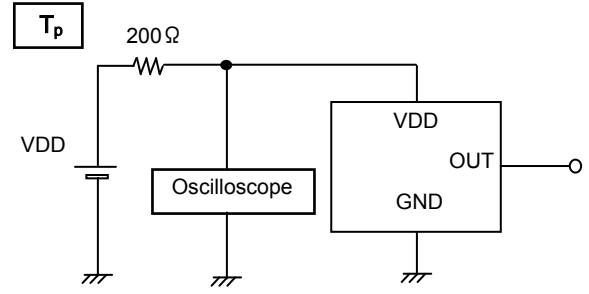 Tp
200Ω
VDD
VDD
OUT
Oscilloscope
GND